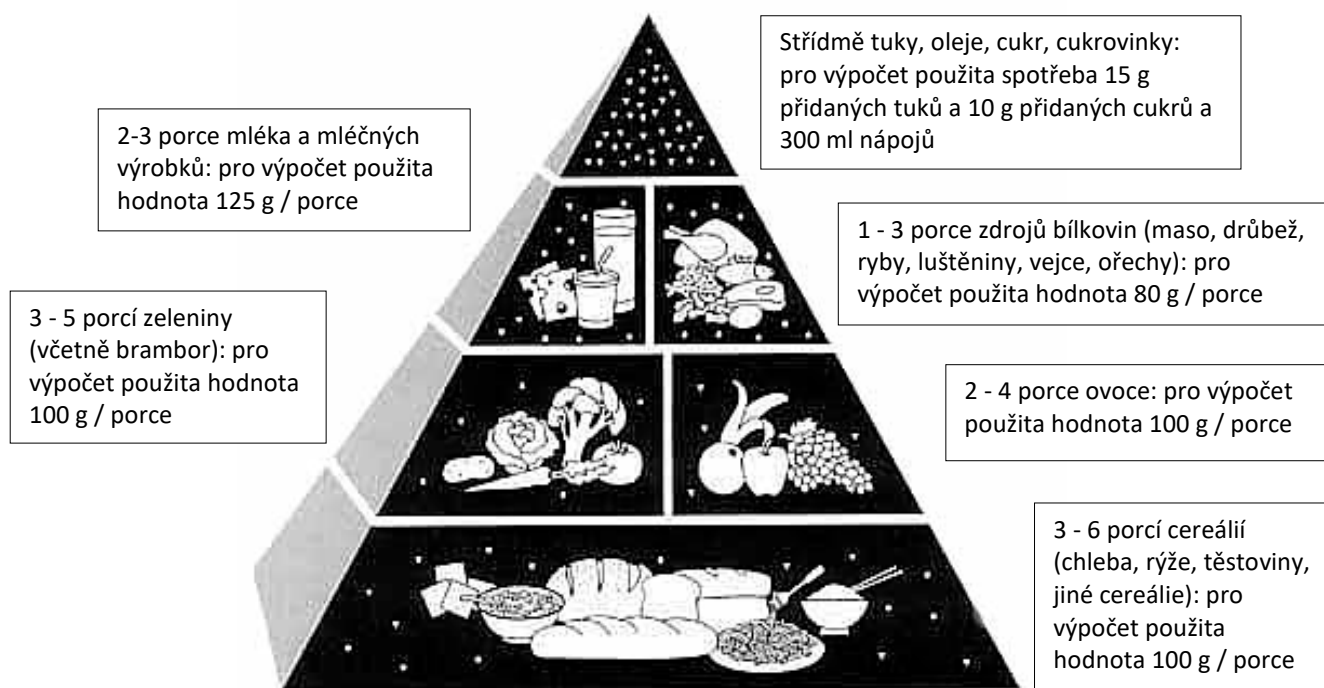 Střídmě tuky, oleje, cukr, cukrovinky:
pro výpočet použita spotřeba 15 g
přidaných tuků a 10 g přidaných cukrů a
300 ml nápojů
2-3 porce mléka a mléčných
výrobků: pro výpočet použita
hodnota 125 g / porce
1 - 3 porce zdrojů bílkovin (maso, drůbež,
ryby, luštěniny, vejce, ořechy): pro
výpočet použita hodnota 80 g / porce
3 - 5 porcí zeleniny
(včetně brambor): pro
výpočet použita hodnota
100 g / porce
2 - 4 porce ovoce: pro výpočet
použita hodnota 100 g / porce
3 - 6 porcí cereálií
(chleba, rýže, těstoviny,
jiné cereálie): pro
výpočet použita
hodnota 100 g / porce